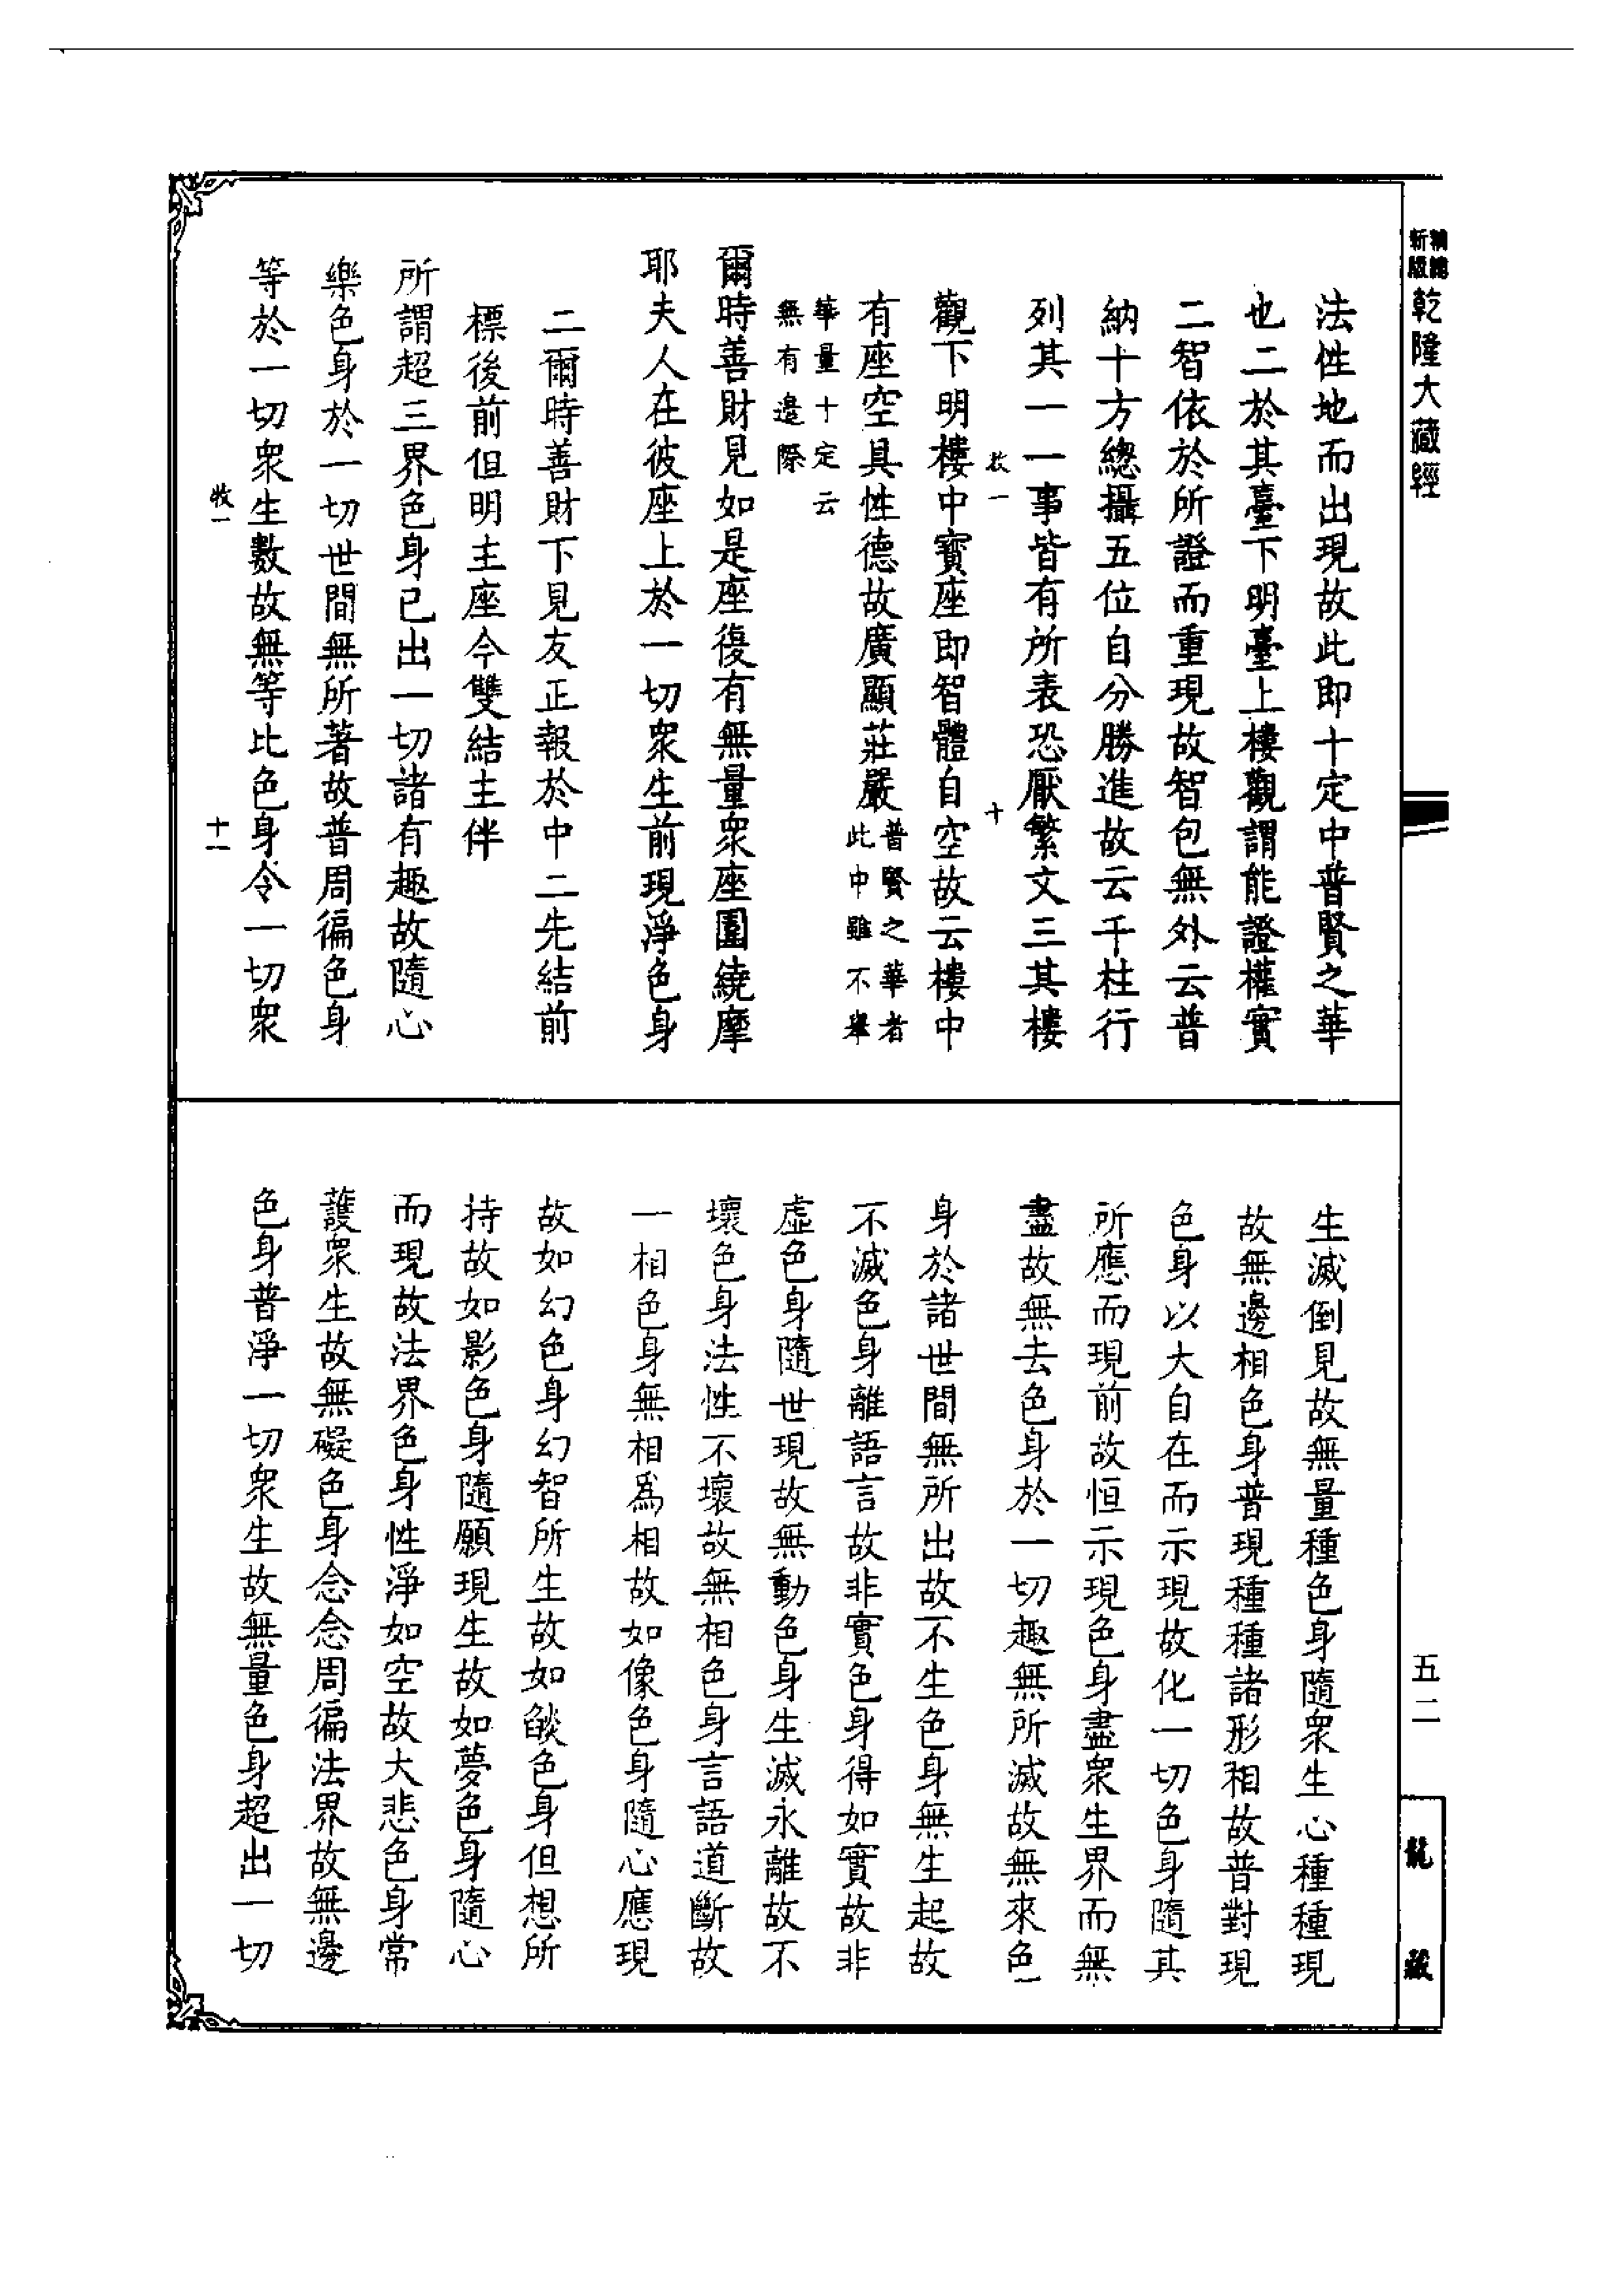 新版
乾隆大藏經
法性地而出現故此即十定中普賢之華
也二於其臺下明臺上樓觀謂能證權實
二智依於所證而重現故智包無外云普
納十方總攝五位自分勝進故云千柱行
列其一一事皆有所表恐厭繁文三其樓
十
觀下明樓中寶座即智體自空故云樓中
有座空具性德故廣顯莊嚴普賢之華者
此中雖不舉
華量十定云
無有邊際
爾時善財見如是座復有無量衆座圍繞摩
耶夫人在彼座上於一切衆生前現淨色身
二爾時善財下見友正報於中二先結前
標後前但明主座今雙結主伴
所謂超三界色身已出一切諸有趣故隨心
樂色身於一切世間無所著故普周徧色身
等於一切衆生數故無等比色身令一切衆
牧一
十一
生滅倒見故無量種色身隨衆生心種種現
故無邊相色身普現種種諸形相故普對現
色身以大自在而示現故化一切色身隨其
所應而現前故恒示現色身盡衆生界而無
盡故無去色身於一切趣無所滅故無來色
身於諸世間無所出故不生色身無生起故
不滅色身離語言故非實色身得如實故非
虛色身隨世現故無動色身生滅永離故不
壞色身法性不壞故無相色身言語道斷故
一相色身無相爲相故如像色身隨心應現
故如幻色身幻智所生故如燄色身但想所
持故如影色身隨願現生故如夢色身隨心
而現故法界色身性淨如空故大悲色身常
護衆生故無礙色身念念周徧法界故無邊
色身普淨一切衆生故無量色身超出一切
五二
龍藏